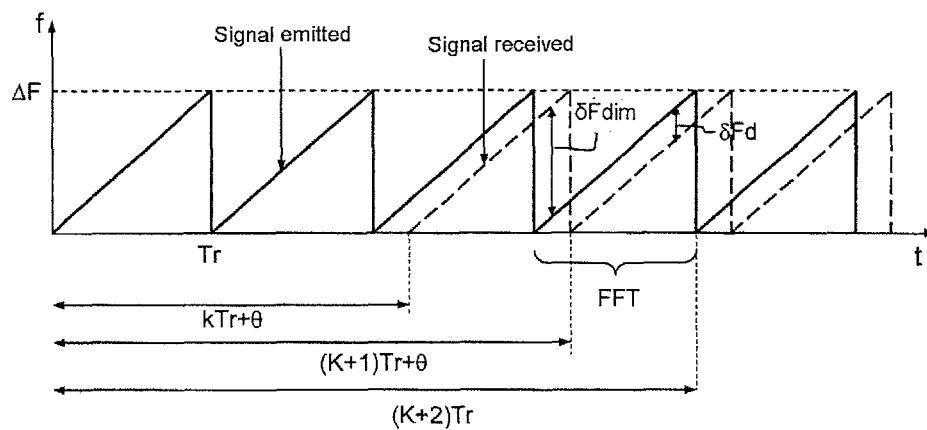 f
Signal emitted
Signal received
ΔF
δFdim
δFd
Tr
t
FFT
kTr+θ
(K+1)Tr+θ
(K+2)Tr